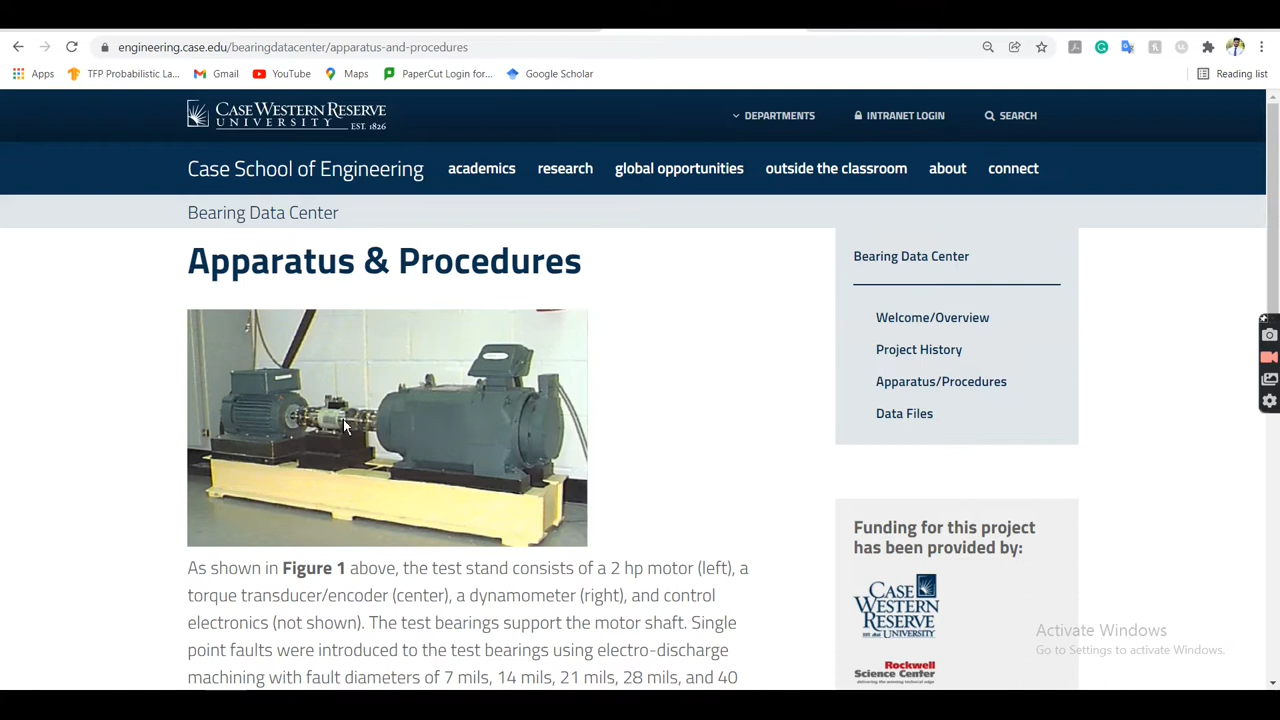 engineering.case.edu/bearingdatacenter/apparatus-and-procedures
Apps TFP Probabilistic La... Gmail YouTube Maps PaperCut Login for... Google Scholar Reading list
CASE WESTERN RESERVE
UNIVERSITY EST. 1826
DEPARTMENTS INTRANET LOGIN SEARCH
Case School of Engineering academics research global opportunities outside the classroom about connect
Bearing Data Center
Apparatus & Procedures
As shown in Figure 1 above, the test stand consists of a 2 hp motor (left), a
torque transducer/encoder (center), a dynamometer (right), and control
electronics (not shown). The test bearings support the motor shaft. Single
point faults were introduced to the test bearings using electro-discharge
machining with fault diameters of 7 mils, 14 mils, 21 mils, 28 mils, and 40
Bearing Data Center
Welcome/Overview
Project History
Apparatus/Procedures
Data Files
Funding for this project
has been provided by:
CASE
WESTERN
RESERVE
UNIVERSITY
Rockwell
Science Center
Activate Windows
Go to Settings to activate Windows.